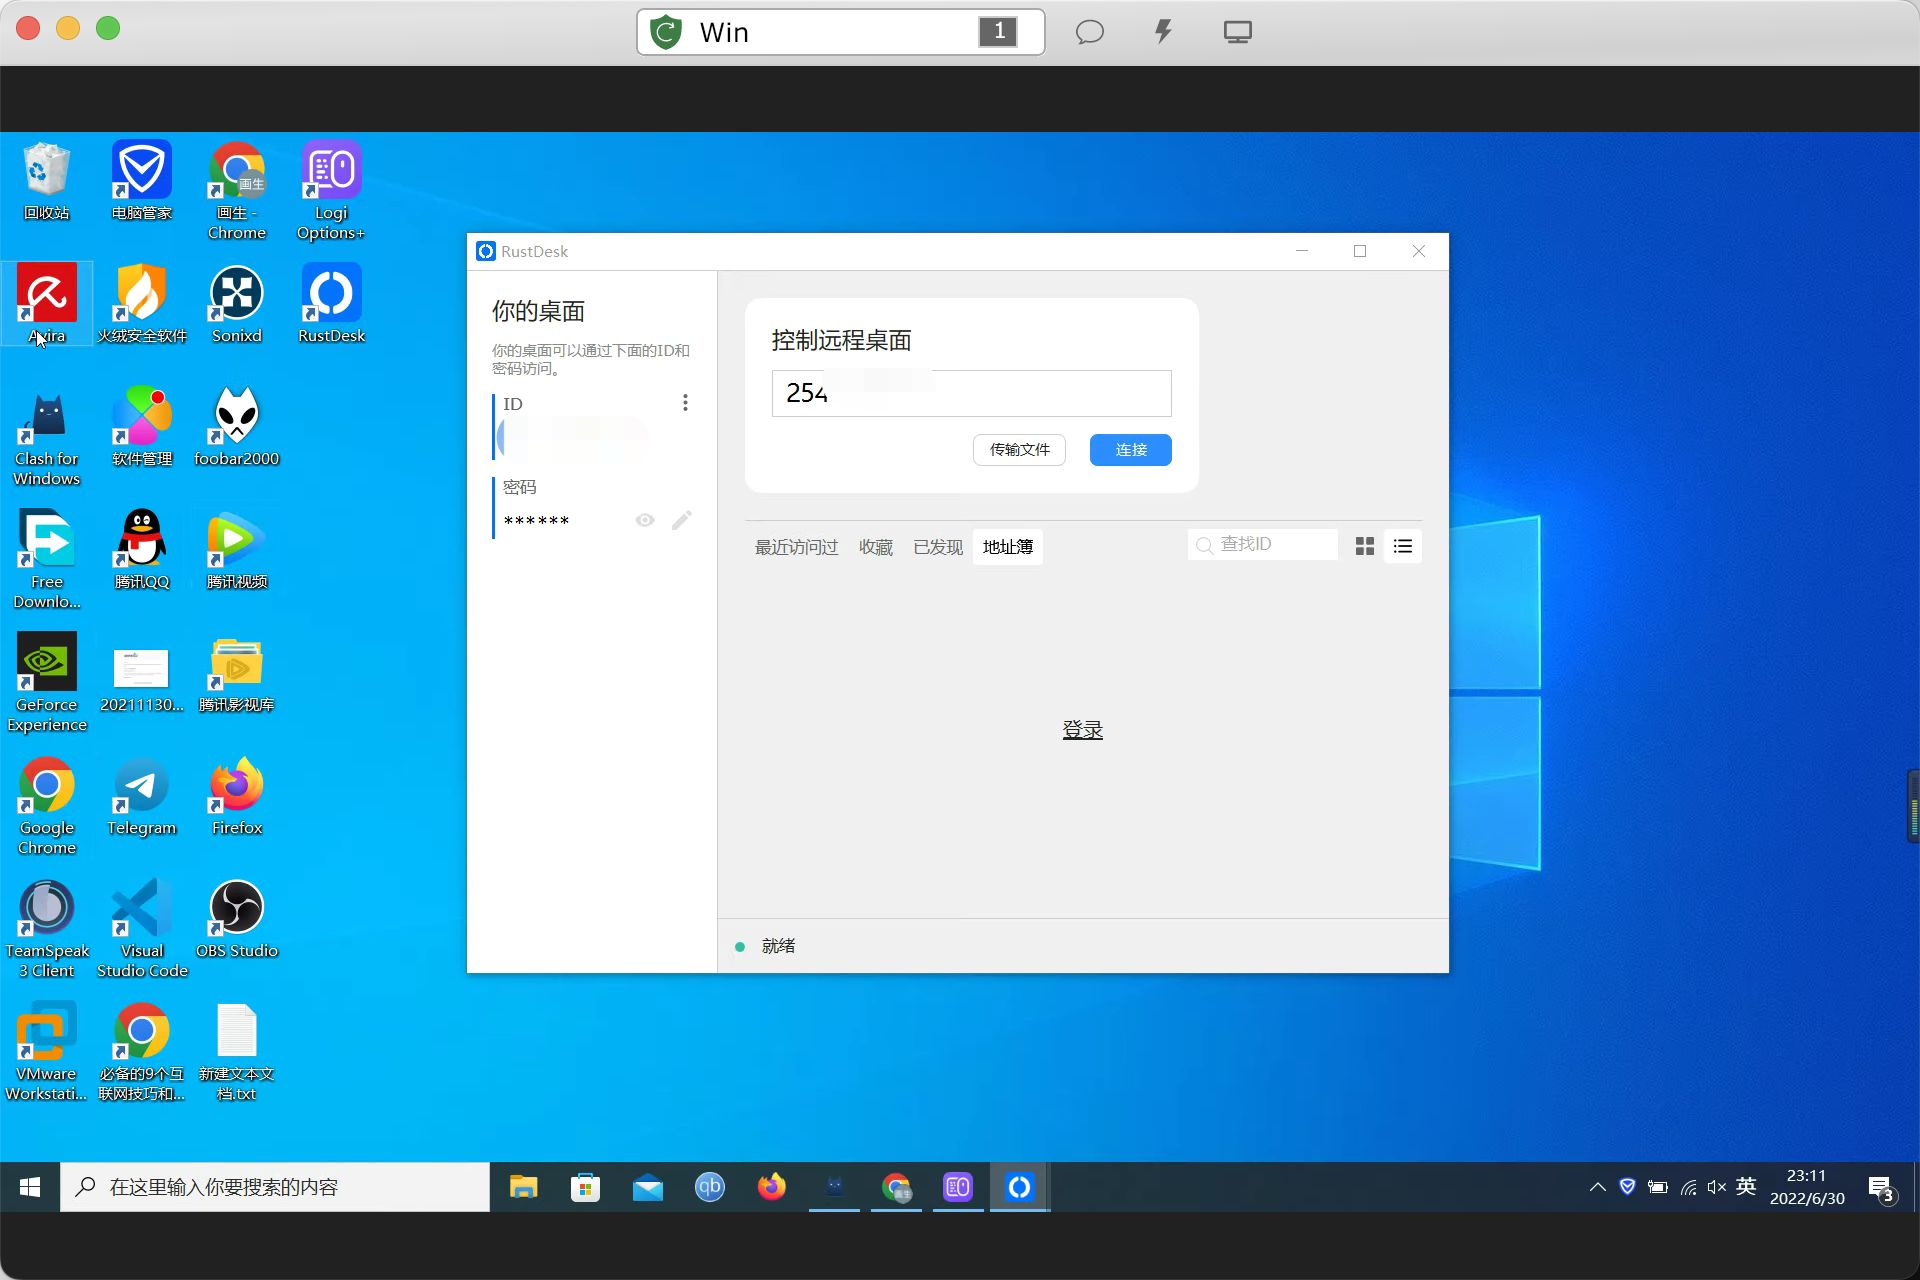 Win
1
回收站
电脑管家
画生 -
Chrome
Logi
Options+
画生
火绒安全软件
Sonixd
RustDesk
Clash for
Windows
软件管理
foobar2000
Free
Downlo...
腾讯QQ
腾讯视频
GeForce
Experience
20211130...
腾讯影视库
Google
Chrome
Telegram
Firefox
TeamSpeak
3 Client
Visual
Studio Code
OBS Studio
VMware
Workstati...
必备的9个互
联网技巧和...
新建文本文
档.txt
RustDesk
你的桌面
你的桌面可以通过下面的ID和
密码访问。
ID
密码
******
控制远程桌面
254
传输文件
连接
最近访问过
收藏
已发现
地址簿
查找ID
登录
就绪
在这里输入你要搜索的内容
qb
英
23:11
2022/6/30
3